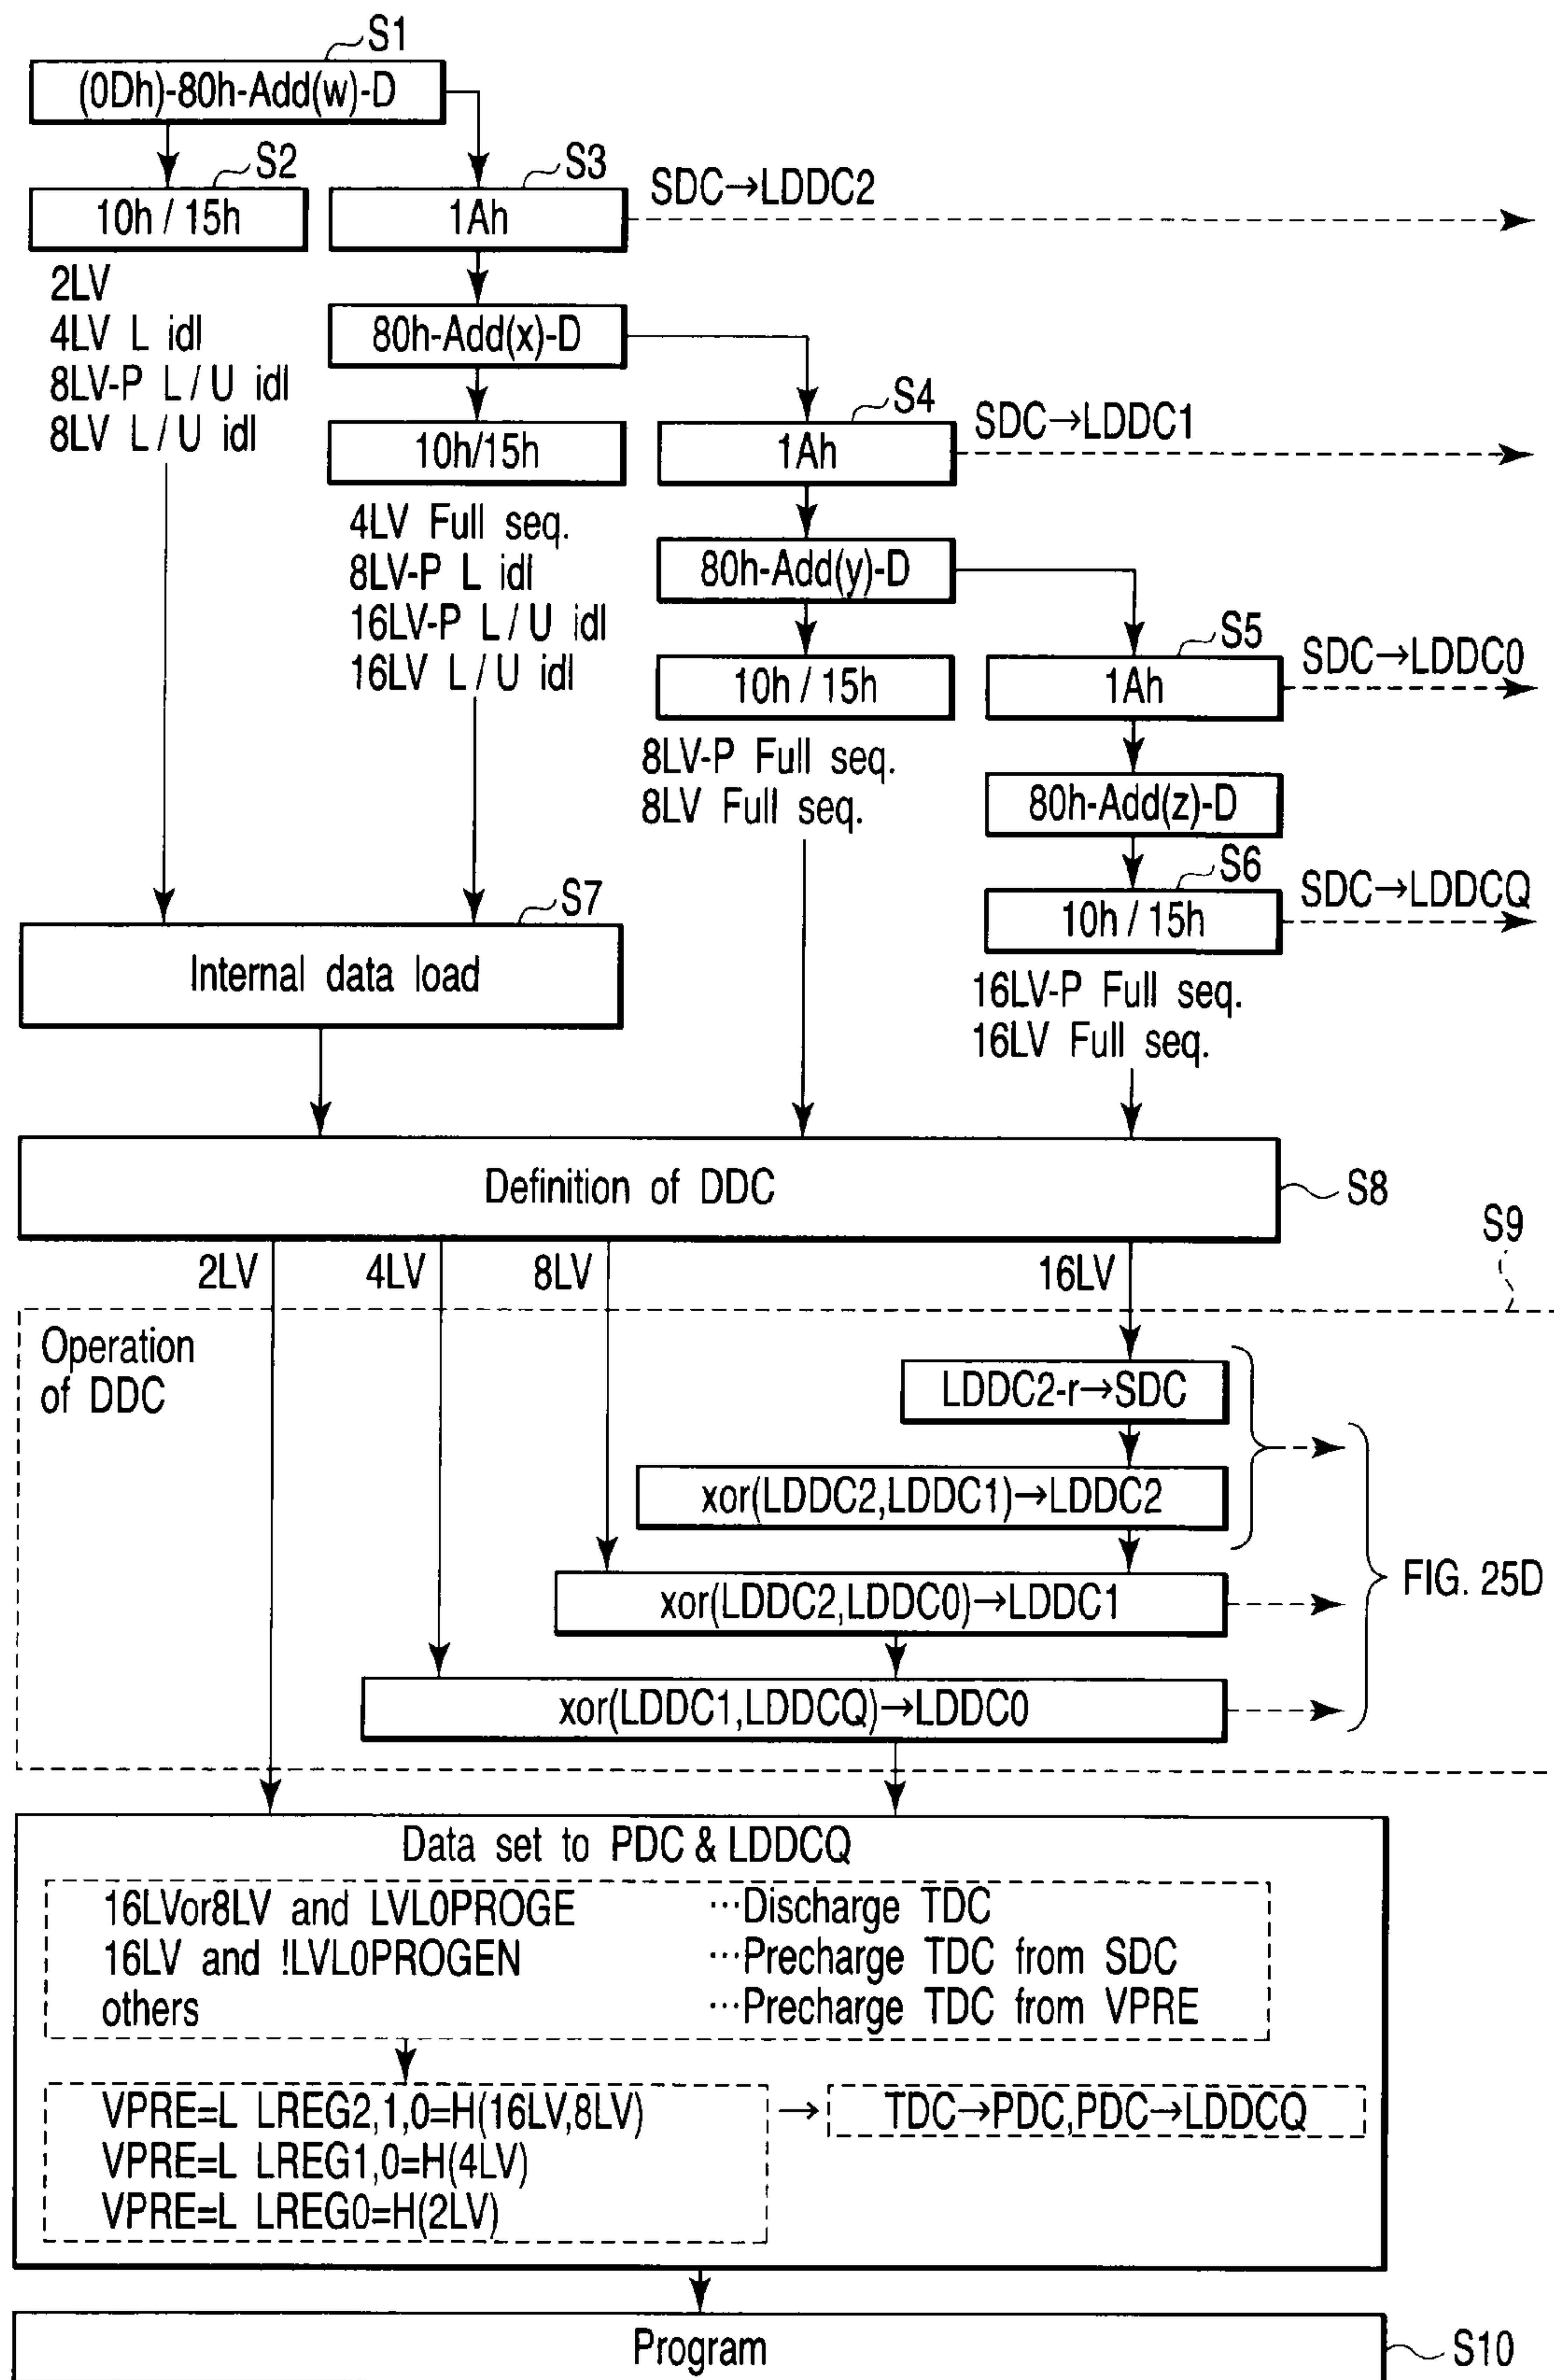 S1
(0Dh)-80h-Add(w)-D
S2
S3
10h / 15h
1Ah
SDC→LDDC2
2LV
4LV L idl
8LV-P L / U idl
8LV L / U idl
80h-Add(x)-D
10h/15h
S4
1Ah
SDC→LDDC1
4LV Full seq.
8LV-P L idl
16LV-P L / U idl
16LV L / U idl
80h-Add(y)-D
10h / 15h
S5
1Ah
SDC→LDDC0
8LV-P Full seq.
8LV Full seq.
80h-Add(z)-D
S6
10h / 15h
SDC→LDDCQ
16LV-P Full seq.
16LV Full seq.
S7
Internal data load
Definition of DDC
S8
2LV
4LV
8LV
16LV
S9
Operation
of DDC
LDDC2-r→SDC
xor(LDDC2,LDDC1)→LDDC2
xor(LDDC2,LDDC0)→LDDC1
xor(LDDC1,LDDCQ)→LDDC0
FIG. 25D
Data set to PDC & LDDCQ
16LVor8LV and LVL0PROGE ···Discharge TDC
16LV and !LVL0PROGEN ···Precharge TDC from SDC
others ···Precharge TDC from VPRE
VPRE=L LREG2,1,0=H(16LV,8LV)
VPRE=L LREG1,0=H(4LV)
VPRE=L LREG0=H(2LV)
→ TDC→PDC,PDC→LDDCQ
Program
S10